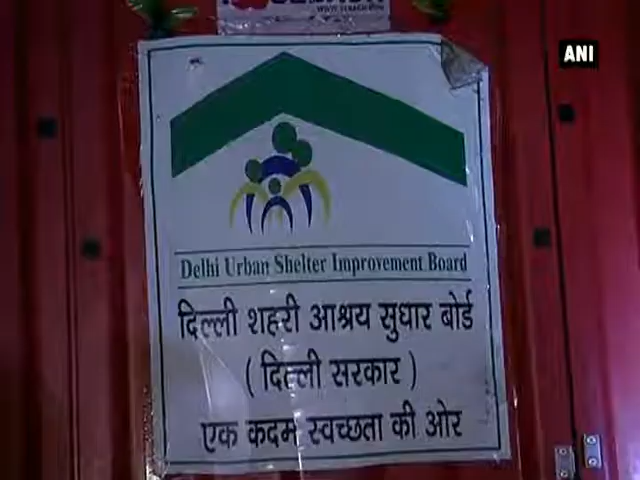 ANI
Delhi Urban Shelter Improvement Board
दिल्ली शहरी आश्रय सुधार बोर्ड
( दिल्ली सरकार )
एक कदम स्वच्छता की ओर